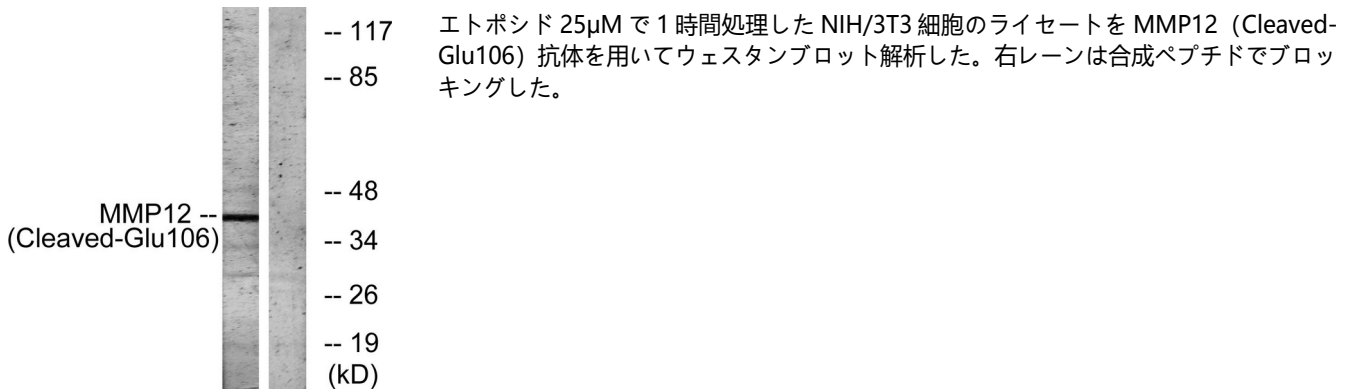 -- 117
-- 85
-- 48
MMP12 --
(Cleaved-Glu106)
-- 34
-- 26
-- 19
(kD)
エトポシド 25µM で 1 時間処理した NIH/3T3 細胞のライセートを MMP12（Cleaved-
Glu106）抗体を用いてウェスタンブロット解析した。右レーンは合成ペプチドでブロッ
キングした。